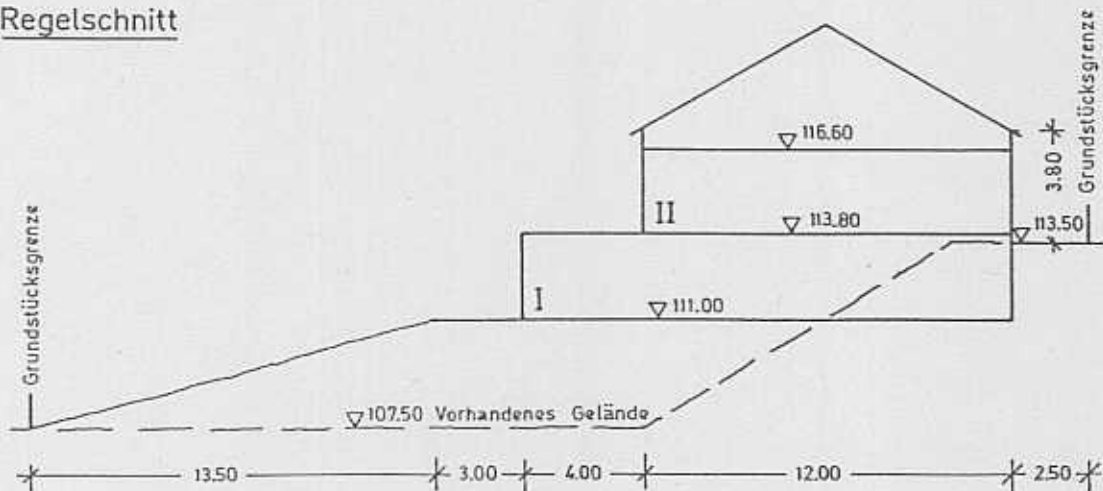 Regelschnitt
Grundstücksgrenze
Grundstücksgrenze
116.60
3.80
II
113.80
113.50
I
111.00
107.50 Vorhandenes Gelände
13.50 3.00 4.00 12.00 2.50